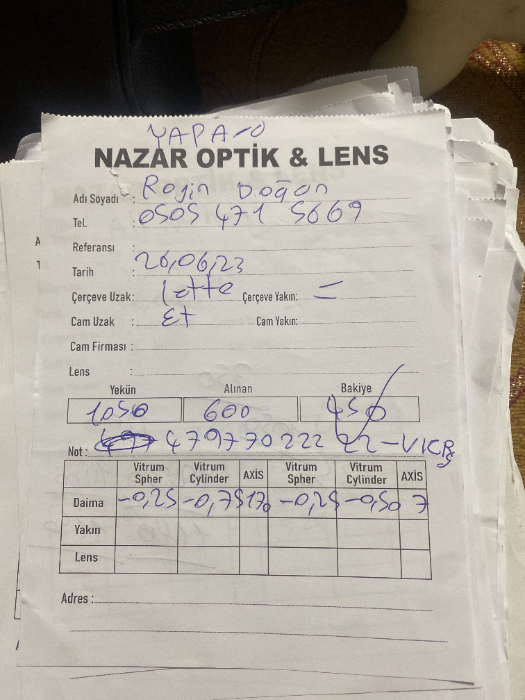 YAPA-0
NAZAR OPTİK & LENS
Adı Soyadı : Rojin Doğan
Tel. : 0505 471 5669
Referansı :
Tarih : 26,06,23
Çerçeve Uzak: Çerçeve Yakın: =
Cam Uzak : Et Cam Yakın:
Cam Firması :
Lens :
Yekün Alınan Bakiye
1050 600 450
Not : 479770222 22-VKB
Vitrum Spher Vitrum Cylinder AXİS Vitrum Spher Vitrum Cylinder AXİS
Daima -0,25 -0,75 170 -0,25 -0,50 7
Yakın
Lens
Adres :